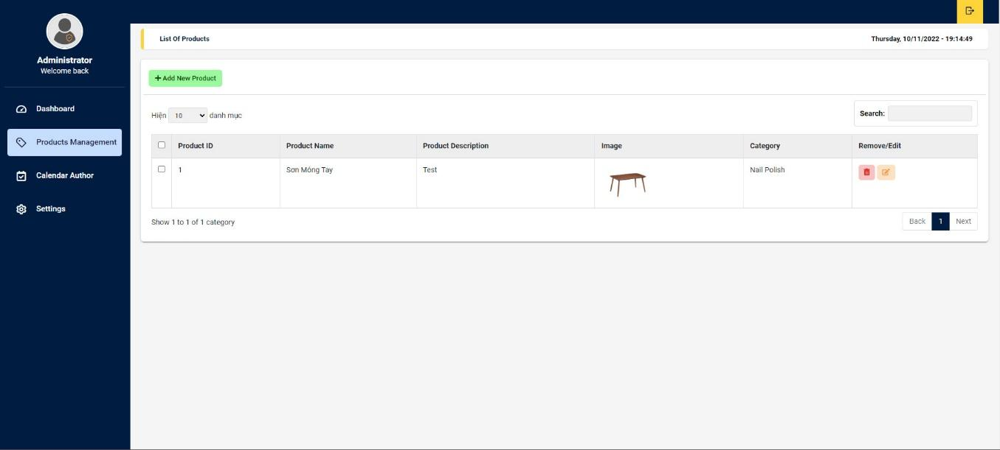 Administrator
Welcome back
Dashboard
Products Management
Calendar Author
Settings
List Of Products
Thursday, 10/11/2022 - 19:14:49
Add New Product
Hiện 10 danh mục
Search:
Product ID Product Name Product Description Image Category Remove/Edit
1 Sơn Móng Tay Test Nail Polish
Show 1 to 1 of 1 category
Back 1 Next